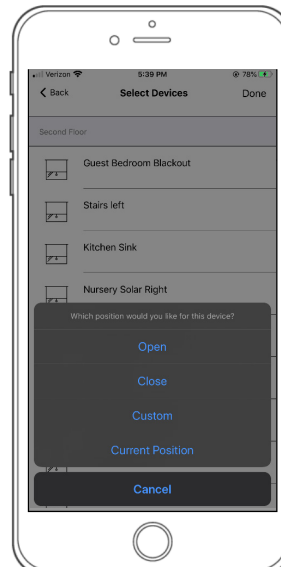 Verizon 5:39 PM 78%
Back Select Devices Done
Second Floor
Guest Bedroom Blackout
Stairs left
Kitchen Sink
Nursery Solar Right
Which position would you like for this device?
Open
Close
Custom
Current Position
Cancel